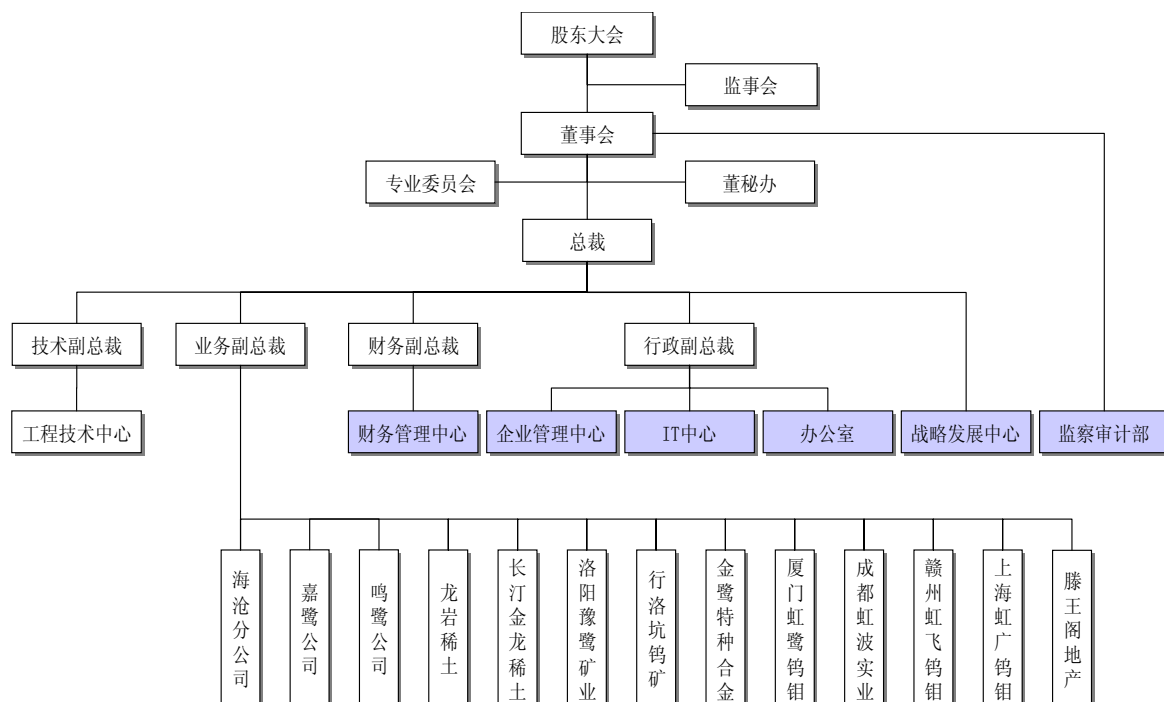 股东大会
监事会
董事会
专业委员会
董秘办
总裁
技术副总裁
业务副总裁
财务副总裁
行政副总裁
工程技术中心
财务管理中心
企业管理中心
IT中心
办公室
战略发展中心
监察审计部
海沧分公司
嘉鹭公司
鸣鹭公司
龙岩稀土
长汀金龙稀土
洛阳豫鹭矿业
行洛坑钨矿
金鹭特种合金
厦门虹鹭钨钼
成都虹波实业
赣州虹飞钨钼
上海虹广钨钼
滕王阁地产